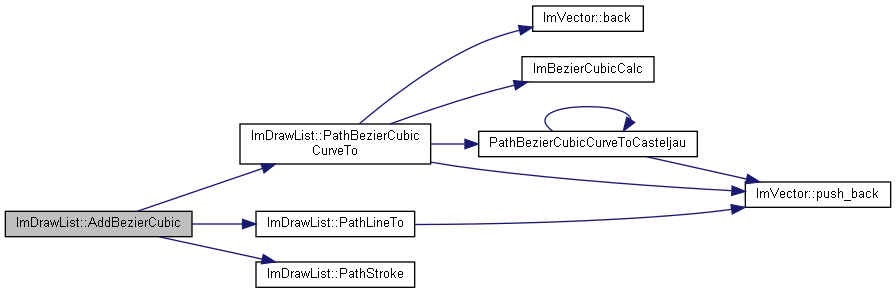 ImVector::back
ImBezierCubicCalc
ImDrawList::PathBezierCubic
CurveTo
PathBezierCubicCurveToCasteljau
ImVector::push_back
ImDrawList::AddBezierCubic
ImDrawList::PathLineTo
ImDrawList::PathStroke